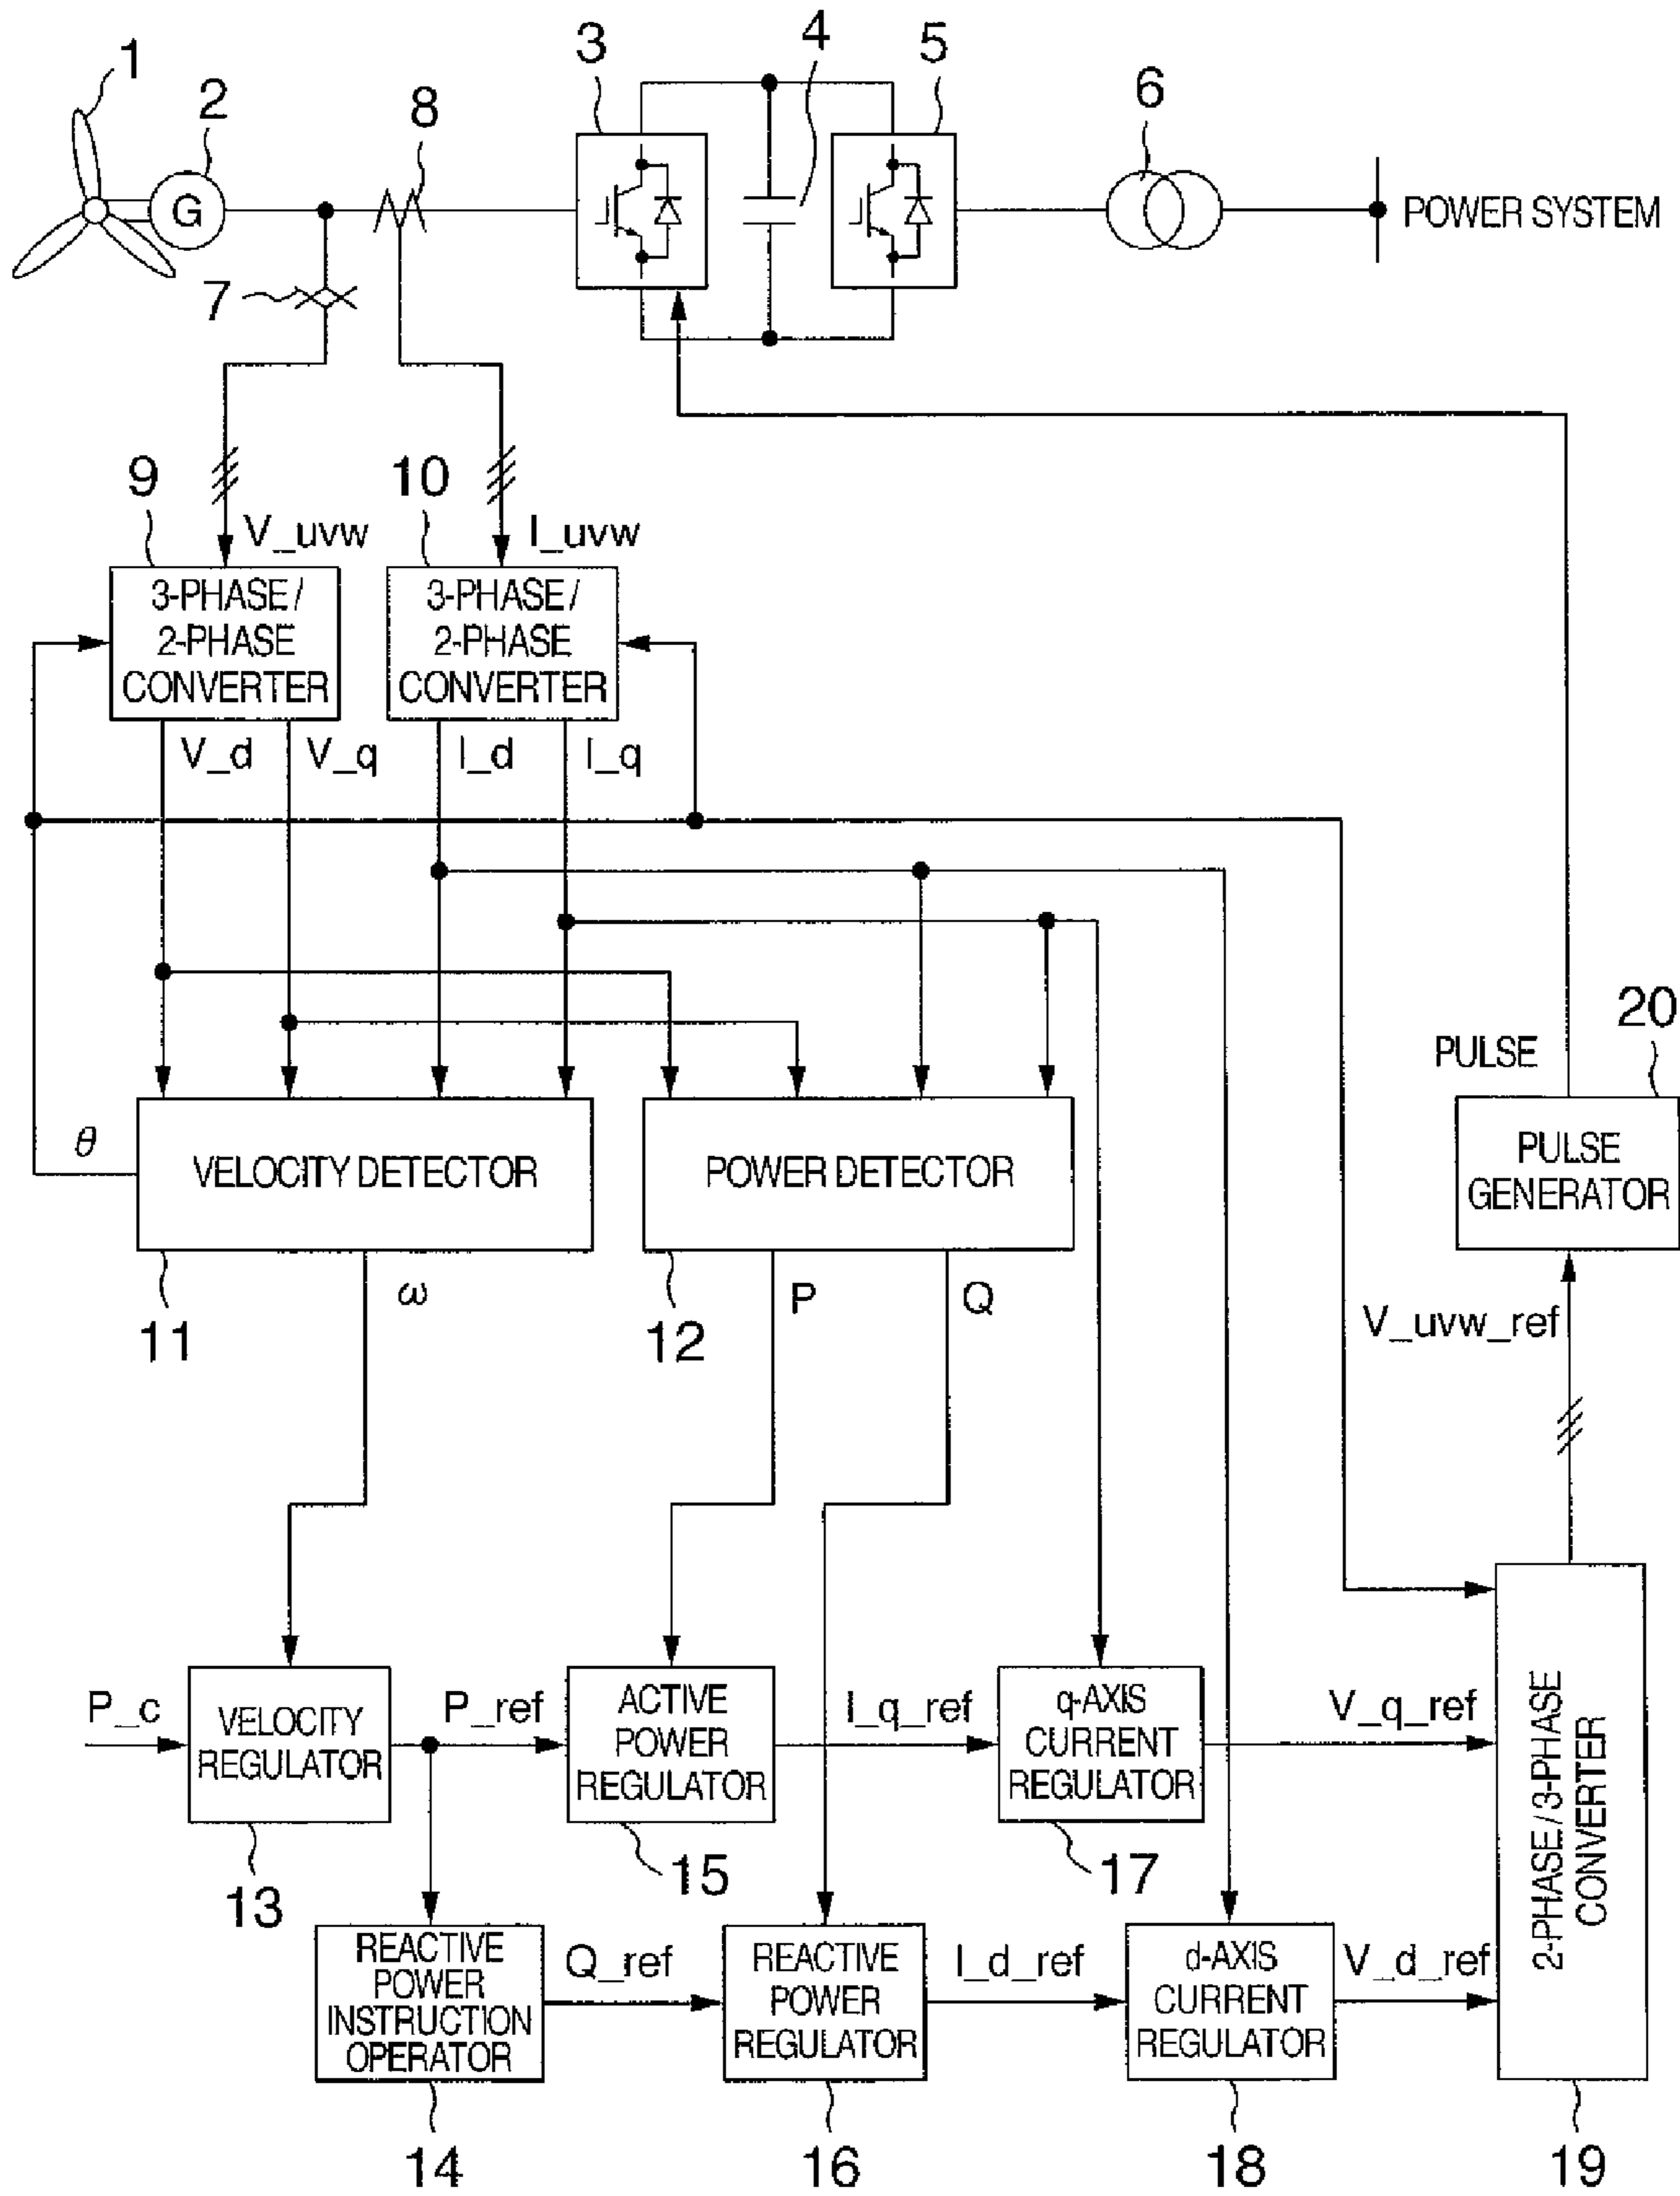 1
2
8
3
4
5
6
G
POWER SYSTEM
7
9
10
V_uvw
I_uvw
3-PHASE/
2-PHASE
CONVERTER
3-PHASE/
2-PHASE
CONVERTER
V_d
V_q
I_d
I_q
20
PULSE
θ
VELOCITY DETECTOR
POWER DETECTOR
PULSE
GENERATOR
11
ω
12
P
Q
V_uvw_ref
P_c
VELOCITY
REGULATOR
P_ref
ACTIVE
POWER
REGULATOR
I_q_ref
q-AXIS
CURRENT
REGULATOR
V_q_ref
2-PHASE/3-PHASE
CONVERTER
13
15
17
REACTIVE
POWER
INSTRUCTION
OPERATOR
Q_ref
REACTIVE
POWER
REGULATOR
I_d_ref
d-AXIS
CURRENT
REGULATOR
V_d_ref
14
16
18
19